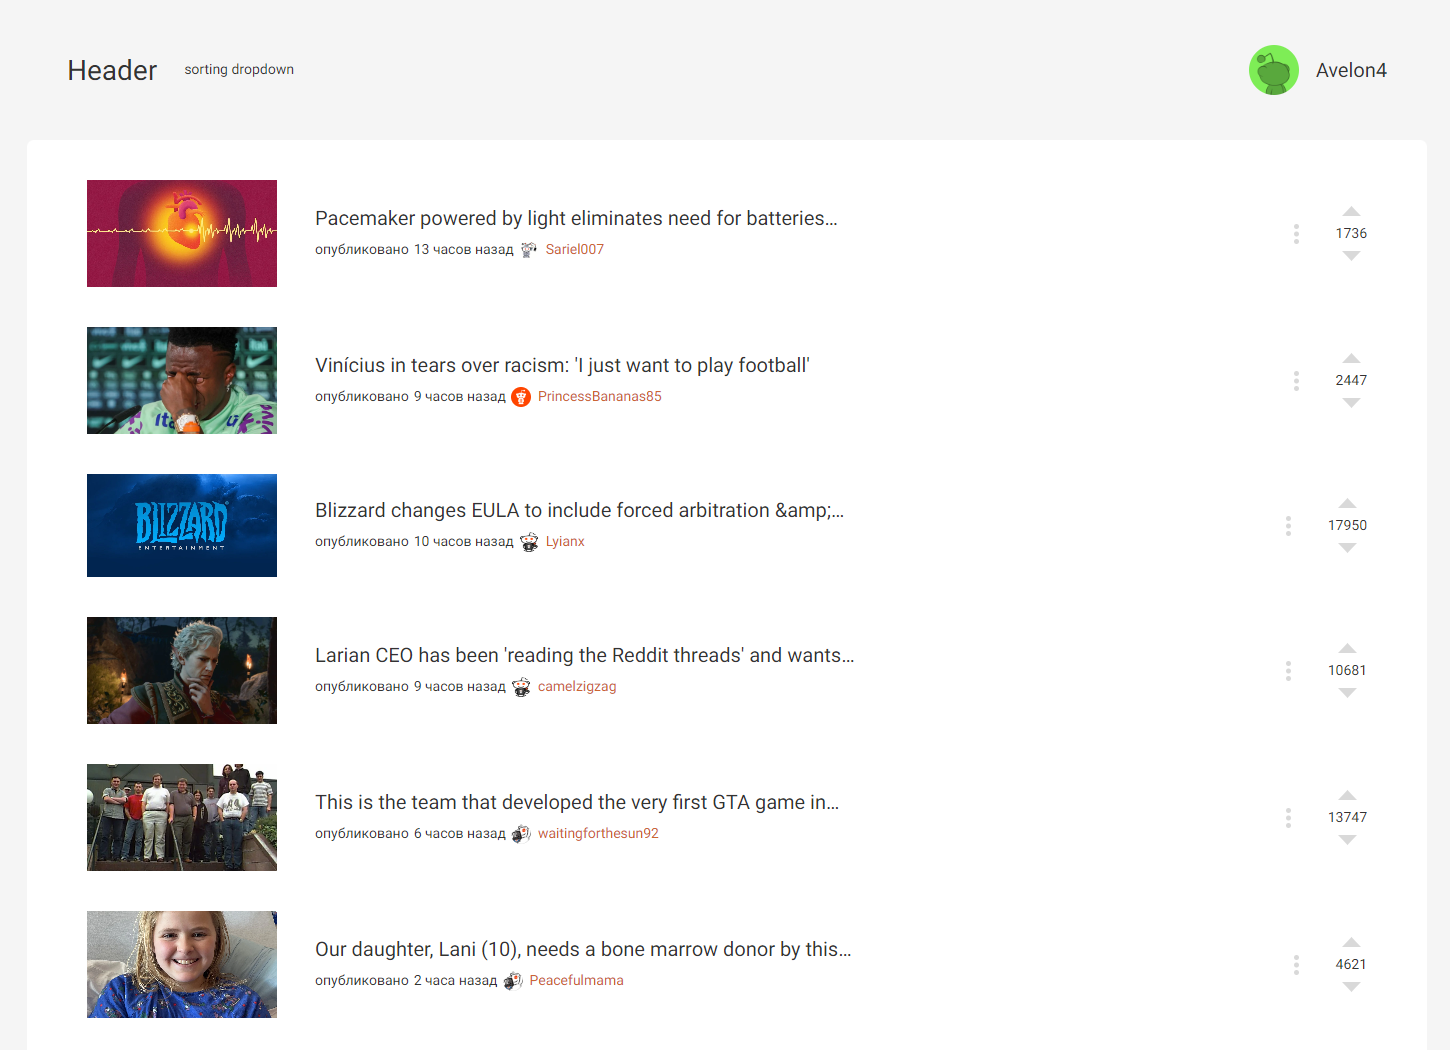 Header
sorting dropdown
Avelon4
Pacemaker powered by light eliminates need for batteries...
опубликовано 13 часов назад Sariel007
1736
Vinícius in tears over racism: 'I just want to play football'
опубликовано 9 часов назад PrincessBananas85
2447
BLIZZARD
ENTERTAINMENT
Blizzard changes EULA to include forced arbitration &amp;...
опубликовано 10 часов назад Lyianx
17950
Larian CEO has been 'reading the Reddit threads' and wants...
опубликовано 9 часов назад camelzigzag
10681
This is the team that developed the very first GTA game in...
опубликовано 6 часов назад waitingforthesun92
13747
Our daughter, Lani (10), needs a bone marrow donor by this...
опубликовано 2 часа назад Peacefulmama
4621